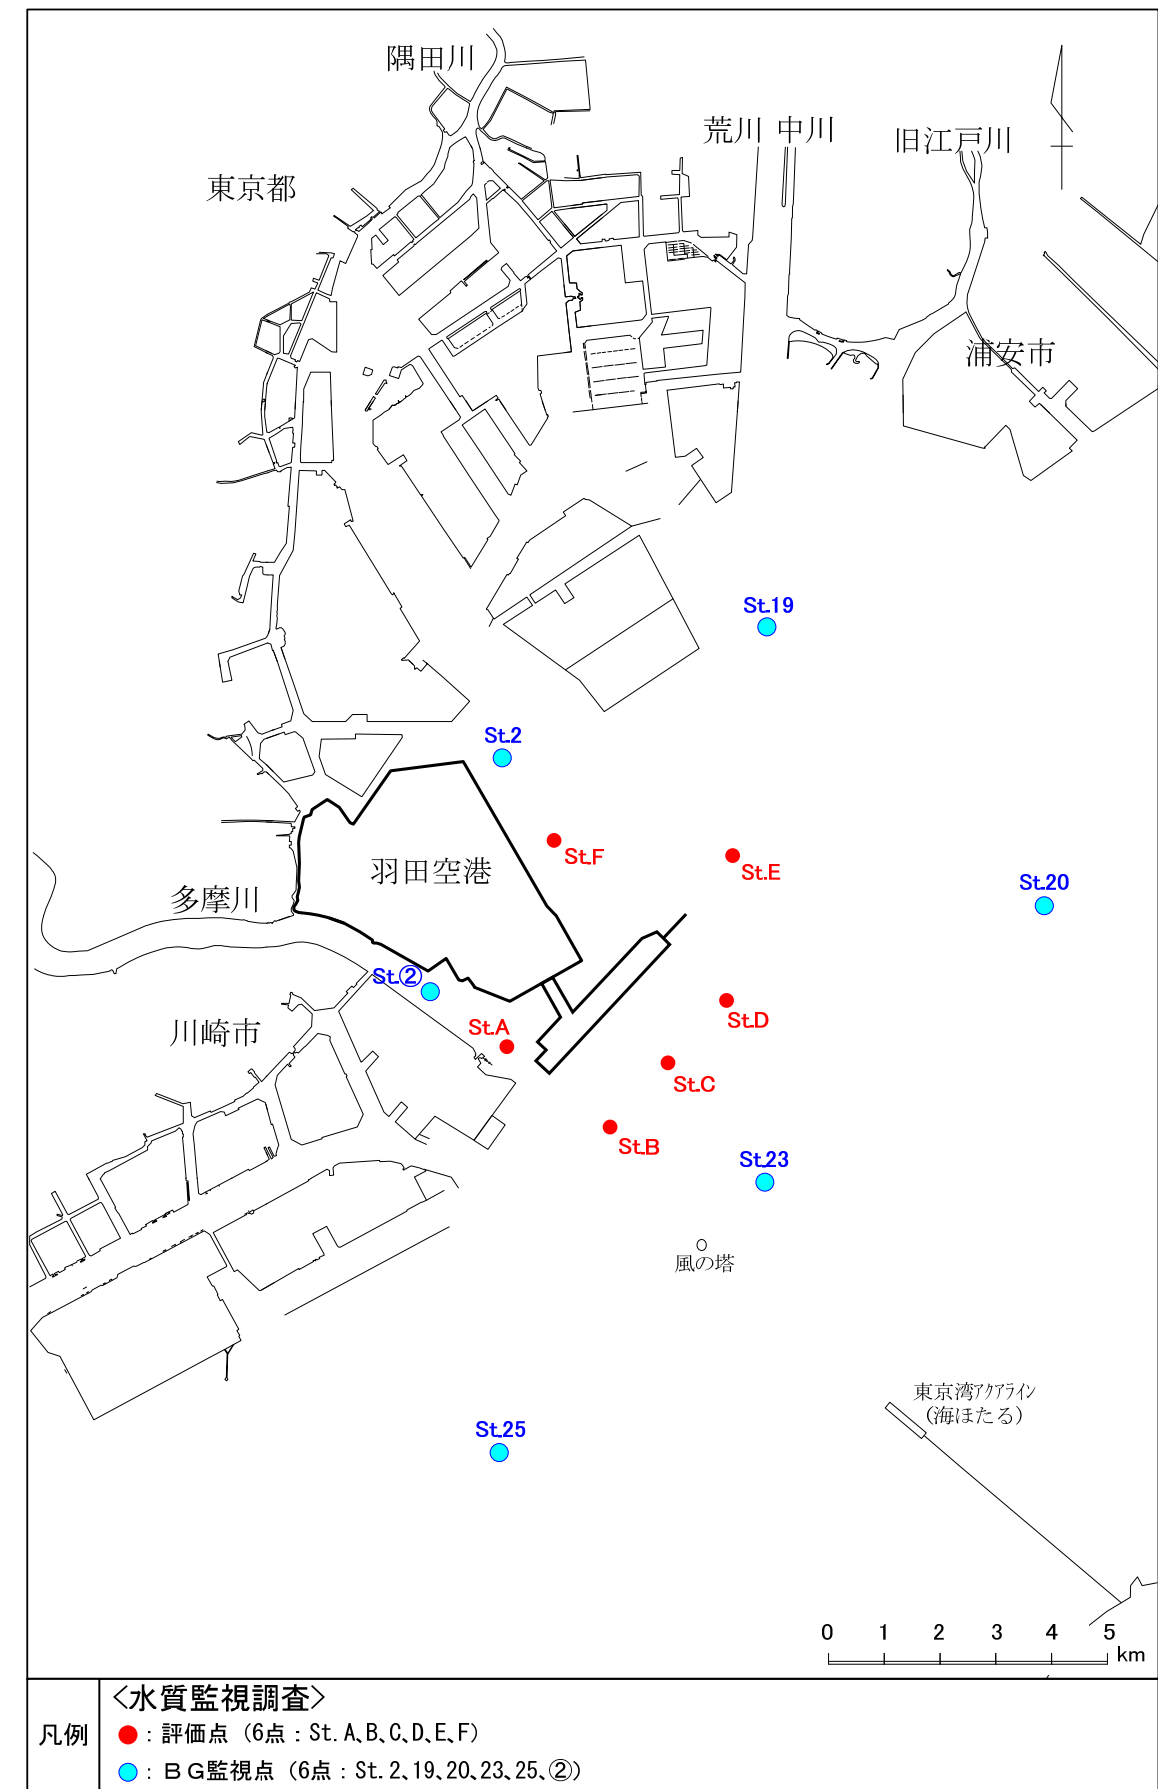 隅田川
荒川 中川
旧江戸川
東京都
浦安市
St.19
St.2
St.F
St.E
羽田空港
St.20
多摩川
St.②
St.D
St.A
川崎市
St.C
St.B
St.23
風の塔
東京湾アクアライン
(海ほたる)
St.25
0 1 2 3 4 5
km
凡例
<水質監視調査>
：評価点（6点：St.A、B、C、D、E、F）
：ＢＧ監視点（6点：St.2、19、20、23、25、②）